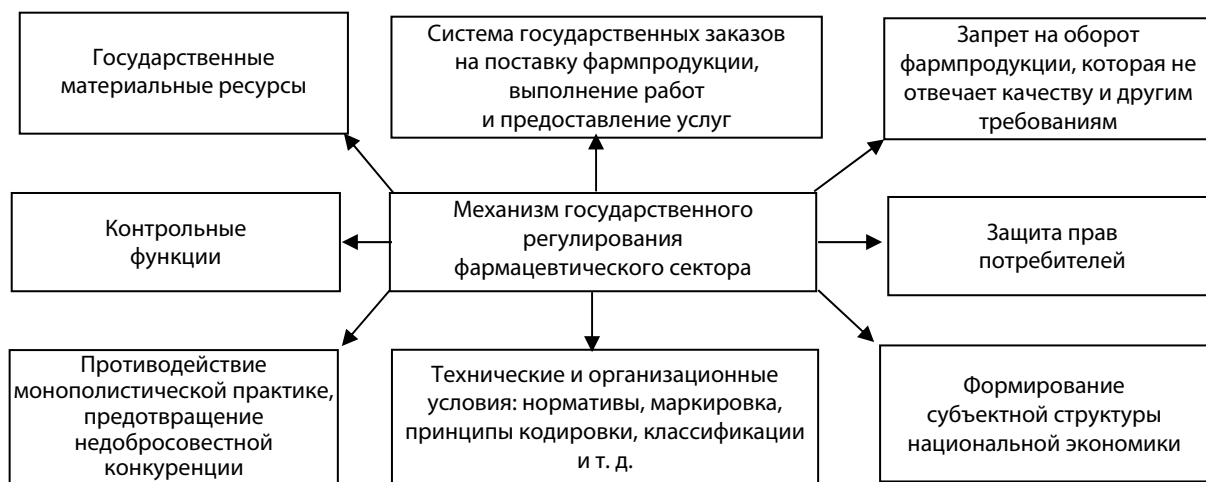 Государственные
материальные ресурсы
Система государственных заказов
на поставку фармпродукции,
выполнение работ
и предоставление услуг
Запрет на оборот
фармпродукции, которая не
отвечает качеству и другим
требованиям
Контрольные
функции
Механизм государственного
регулирования
фармацевтического сектора
Защита прав
потребителей
Противодействие
монополистической практике,
предотвращение
недобросовестной
конкуренции
Технические и организационные
условия: нормативы, маркировка,
принципы кодировки, классификации
и т. д.
Формирование
субъектной структуры
национальной экономики